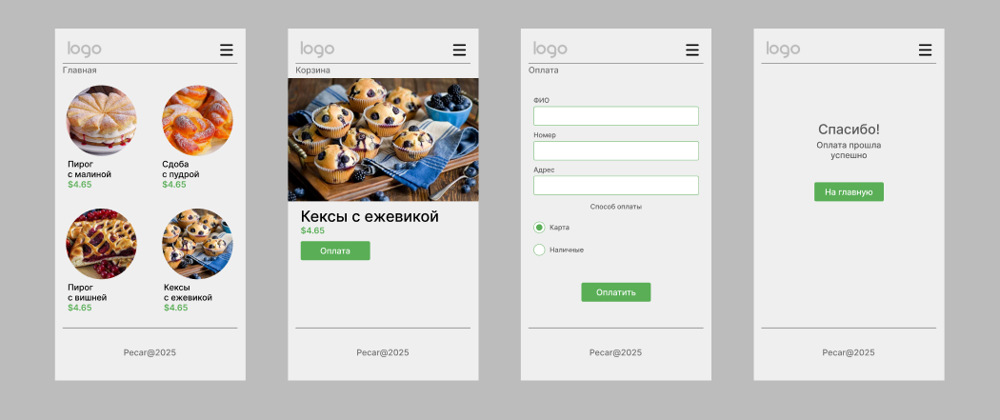 logo
Главная
Пирог
с малиной
$4.65
Сдоба
с пудрой
$4.65
Пирог
с вишней
$4.65
Кексы
с ежевикой
$4.65
Pecar@2025
logo
Корзина
Кексы с ежевикой
$4.65
Оплата
Pecar@2025
logo
Оплата
ФИО
Номер
Адрес
Способ оплаты
Карта
Наличные
Оплатить
Pecar@2025
logo
Спасибо!
Оплата прошла
успешно
На главную
Pecar@2025